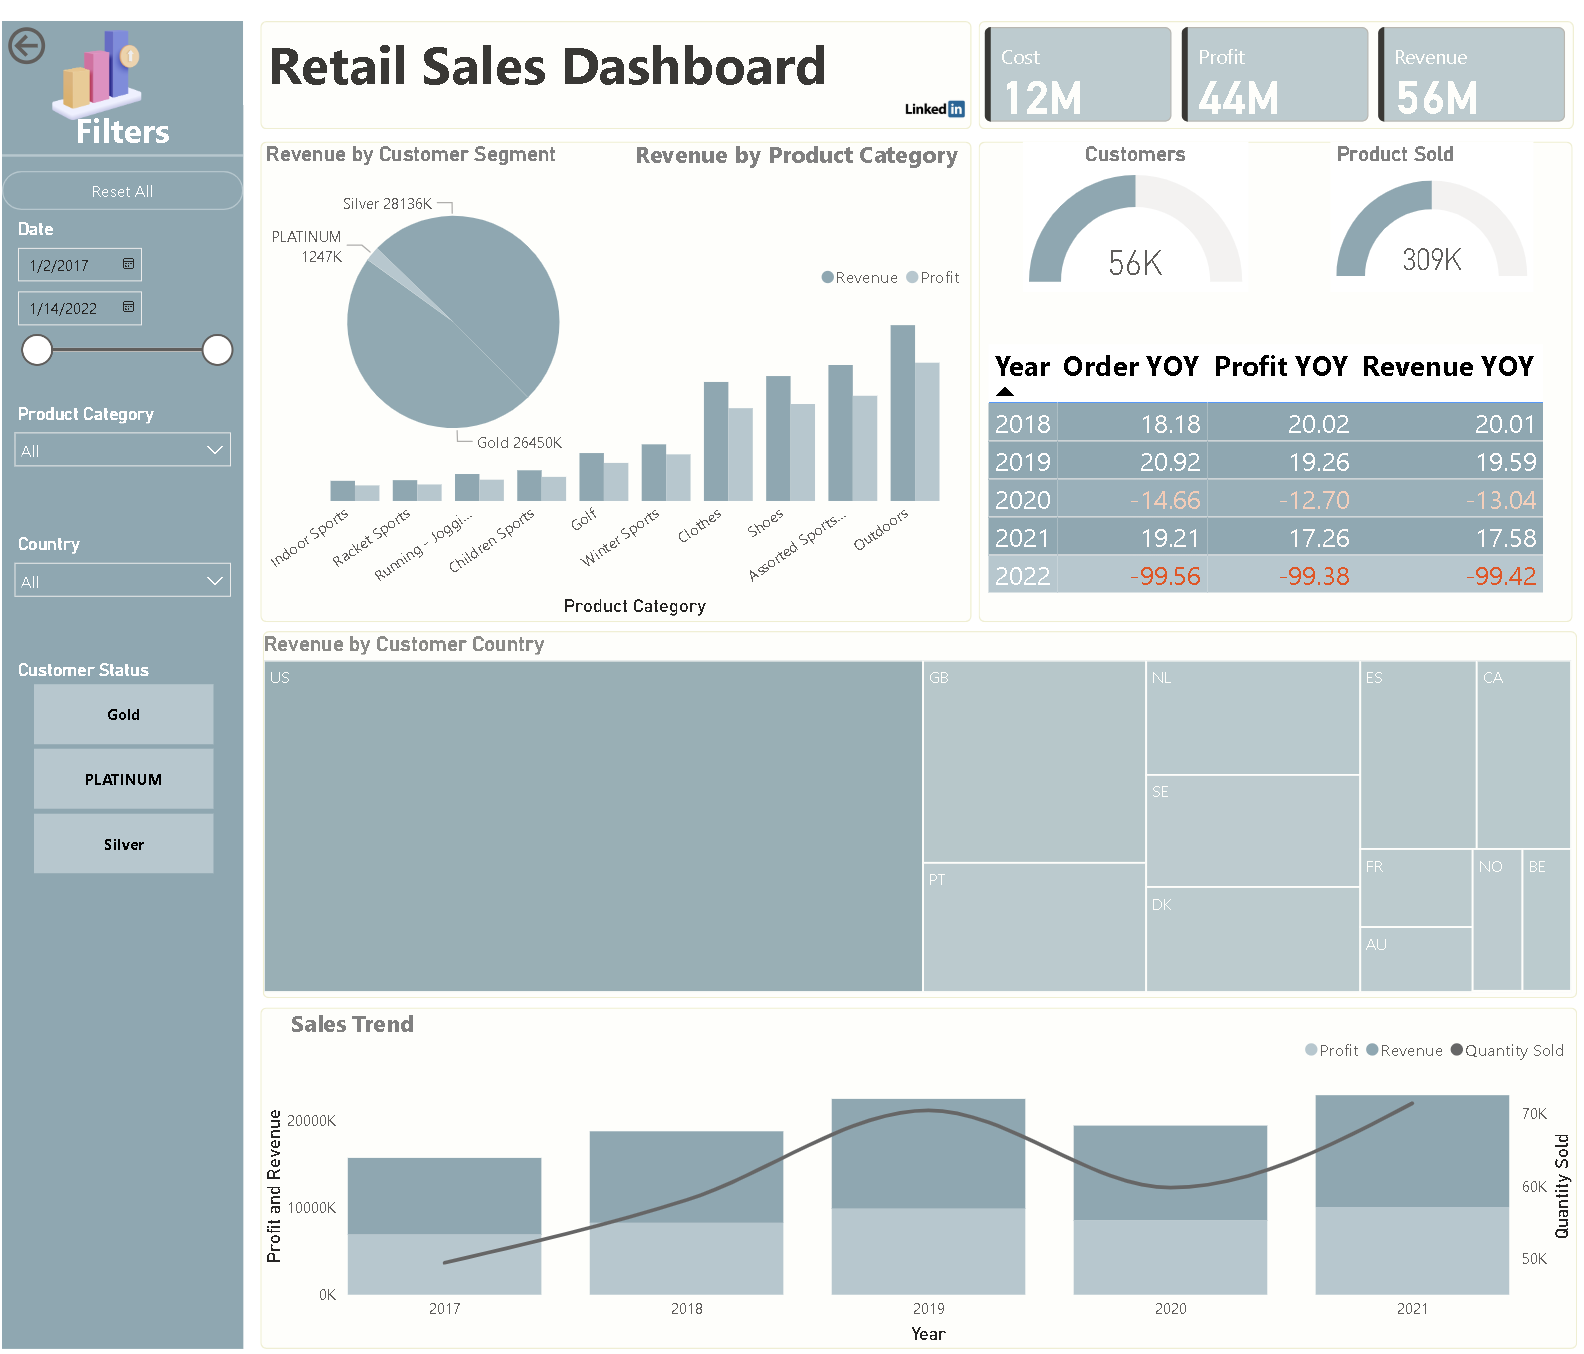 Filters
Reset All
Date
1/2/2017
1/14/2022
Product Category
All
Country
All
Customer Status
Gold
PLATINUM
Silver
Retail Sales Dashboard
Linked in
Cost
12M
Profit
44M
Revenue
56M
Revenue by Customer Segment
Silver 28136K
PLATINUM
1247K
Gold 26450K
Revenue by Product Category
Revenue Profit
Indoor Sports
Racket Sports
Running - Joggi...
Children Sports
Golf
Winter Sports
Clothes
Shoes
Assorted Sports...
Outdoors
Product Category
Customers
56K
Product Sold
309K
Year Order YOY Profit YOY Revenue YOY
2018 18.18 20.02 20.01
2019 20.92 19.26 19.59
2020 -14.66 -12.70 -13.04
2021 19.21 17.26 17.58
2022 -99.56 -99.38 -99.42
Revenue by Customer Country
US
GB
PT
NL
SE
DK
ES
CA
FR
AU
NO
BE
Sales Trend
Profit Revenue Quantity Sold
Profit and Revenue
20000K
10000K
0K
2017
2018
2019
2020
2021
Year
70K
60K
50K
Quantity Sold